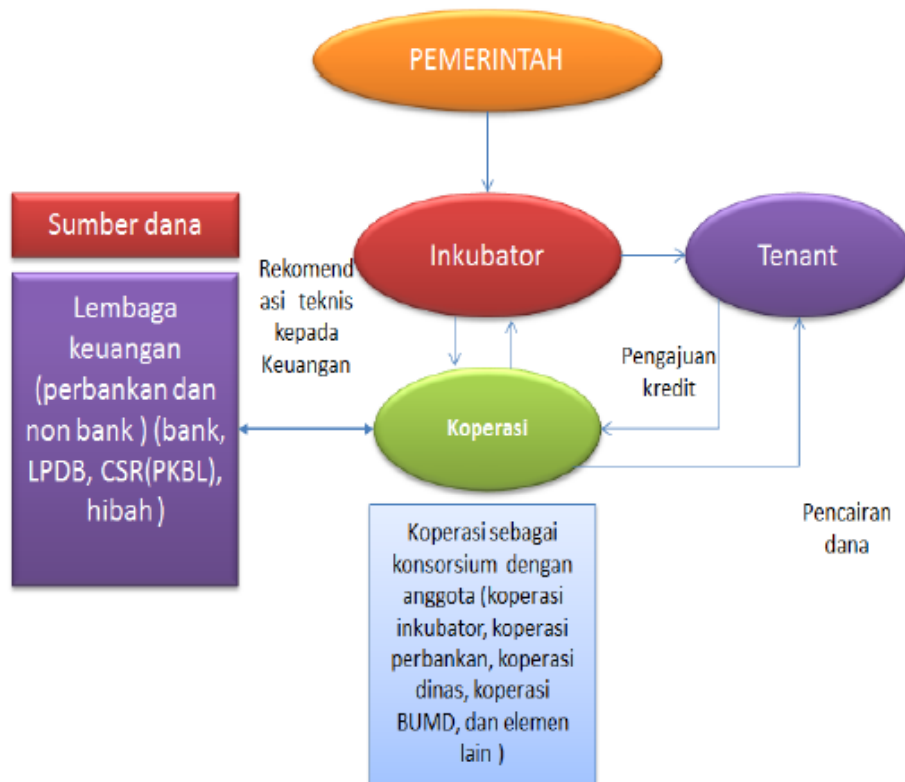 PEMERINTAH
Sumber dana
Inkubator
Tenant
Rekomend
asi teknis
kepada
Keuangan
Lembaga
keuangan
(perbankan dan
non bank ) (bank,
LPDB, CSR(PKBL),
hibah )
Pengajuan
kredit
Koperasi
Pencairan
dana
Koperasi sebagai
konsorsium dengan
anggota (koperasi
inkubator, koperasi
perbankan, koperasi
dinas, koperasi
BUMD, dan elemen
lain )